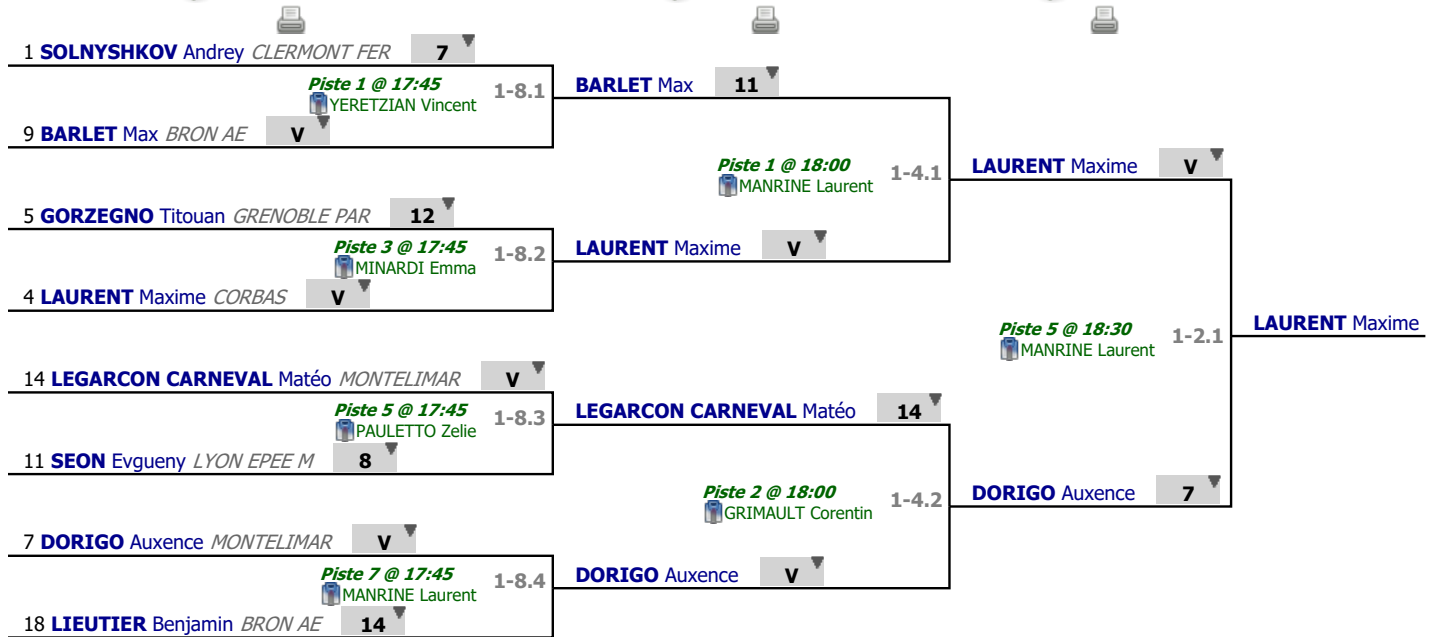 1 SOLNYSHKOV Andrey CLERMONT FER 7
Piste 1 @ 17:45
YERETZIAN Vincent
1-8.1
9 BARLET Max BRON AE V
5 GORZEGNO Titouan GRENOBLE PAR 12
Piste 3 @ 17:45
MINARDI Emma
1-8.2
4 LAURENT Maxime CORBAS V
14 LEGARCON CARNEVAL Matéo MONTELIMAR V
Piste 5 @ 17:45
PAULETTO Zelie
1-8.3
11 SEON Evgueny LYON EPEE M 8
7 DORIGO Auxence MONTELIMAR V
Piste 7 @ 17:45
MANRINE Laurent
1-8.4
18 LIEUTIER Benjamin BRON AE 14
BARLET Max 11
Piste 1 @ 18:00
MANRINE Laurent
1-4.1
LAURENT Maxime V
LEGARCON CARNEVAL Matéo 14
Piste 2 @ 18:00
GRIMAULT Corentin
1-4.2
DORIGO Auxence V
LAURENT Maxime V
Piste 5 @ 18:30
MANRINE Laurent
1-2.1
DORIGO Auxence 7
LAURENT Maxime